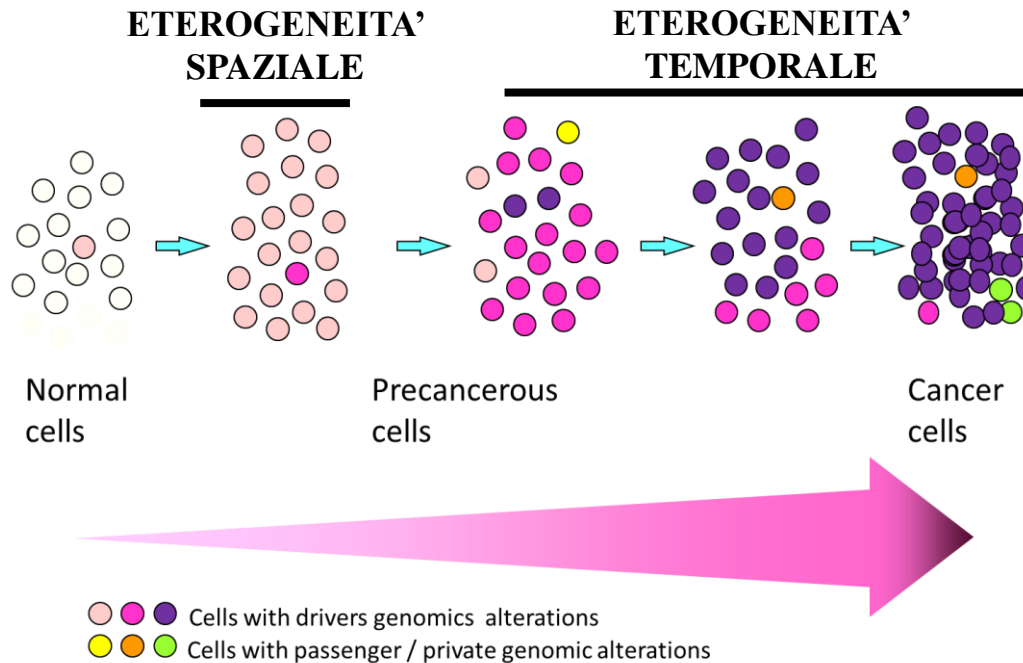 ETEROGENEITA’
SPAZIALE
ETEROGENEITA’
TEMPORALE
Normal
cells
Precancerous
cells
Cancer
cells
Cells with drivers genomics alterations
Cells with passenger / private genomic alterations